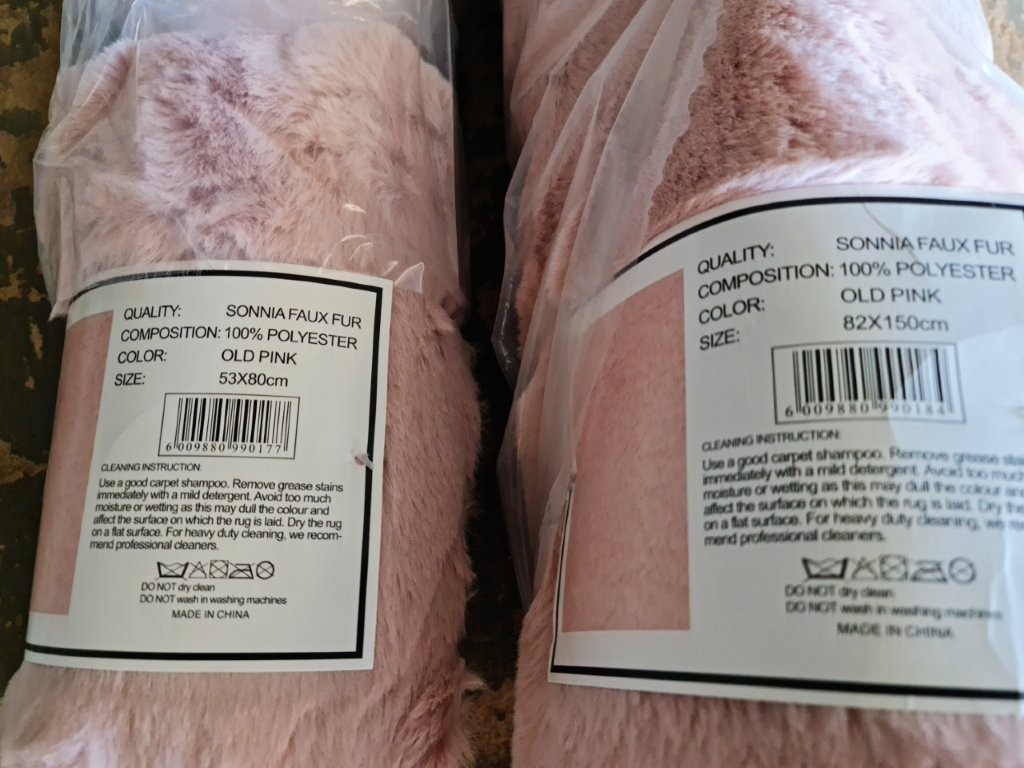 QUALITY: SONNIA FAUX FUR
COMPOSITION: 100% POLYESTER
COLOR: OLD PINK
SIZE: 53X80cm
6 009880 990177
CLEANING INSTRUCTION:
Use a good carpet shampoo. Remove grease stains
immediately with a mild detergent. Avoid too much
moisture or wetting as this may dull the colour and
affect the surface on which the rug is laid. Dry the rug
on a flat surface. For heavy duty cleaning, we recom-
mend professional cleaners.
DO NOT dry clean
DO NOT wash in washing machines
MADE IN CHINA
QUALITY: SONNIA FAUX FUR
COMPOSITION: 100% POLYESTER
COLOR: OLD PINK
SIZE: 82X150cm
6 009880 990184
CLEANING INSTRUCTION:
Use a good carpet shampoo. Remove grease
immediately with a mild detergent. Avoid too much
moisture or wetting as this may dull the colour and
affect the surface on which the rug is laid. Dry the
on a flat surface. For heavy duty cleaning, we
mend professional cleaners.
DO NOT dry clean
DO NOT wash in washing machines
MADE IN CHINA